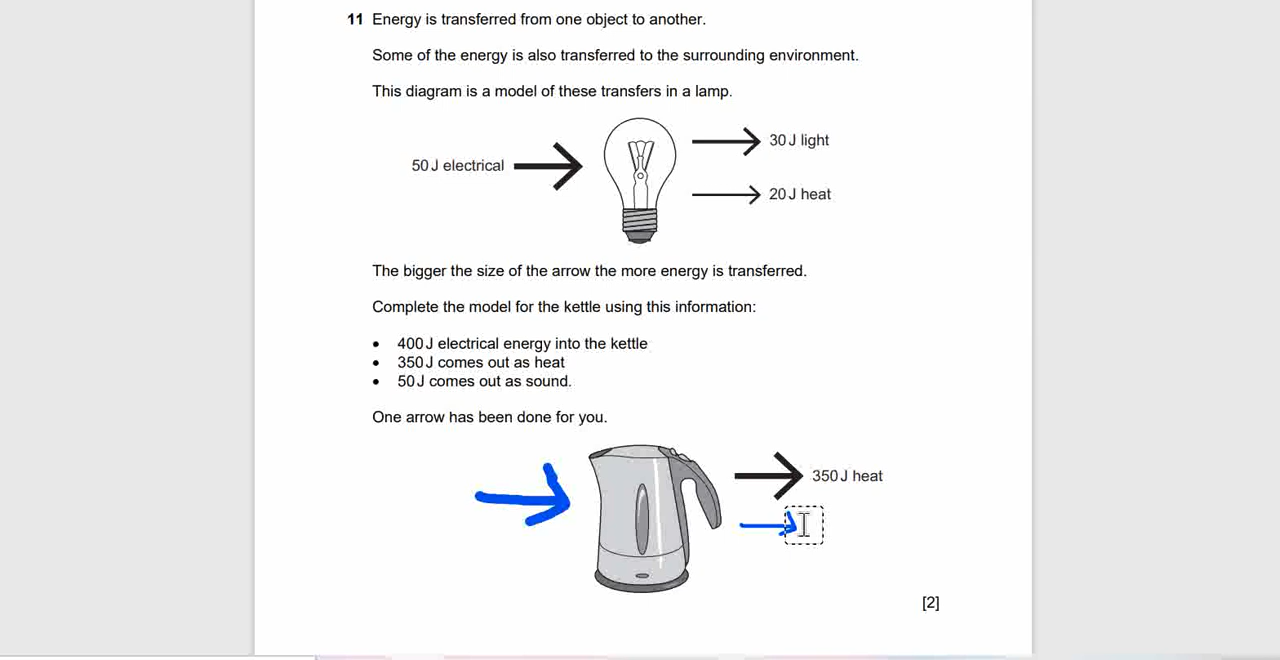 11 Energy is transferred from one object to another.
Some of the energy is also transferred to the surrounding environment.
This diagram is a model of these transfers in a lamp.
50 J electrical
30 J light
20 J heat
The bigger the size of the arrow the more energy is transferred.
Complete the model for the kettle using this information:
• 400 J electrical energy into the kettle
• 350 J comes out as heat
• 50 J comes out as sound.
One arrow has been done for you.
350 J heat
[2]